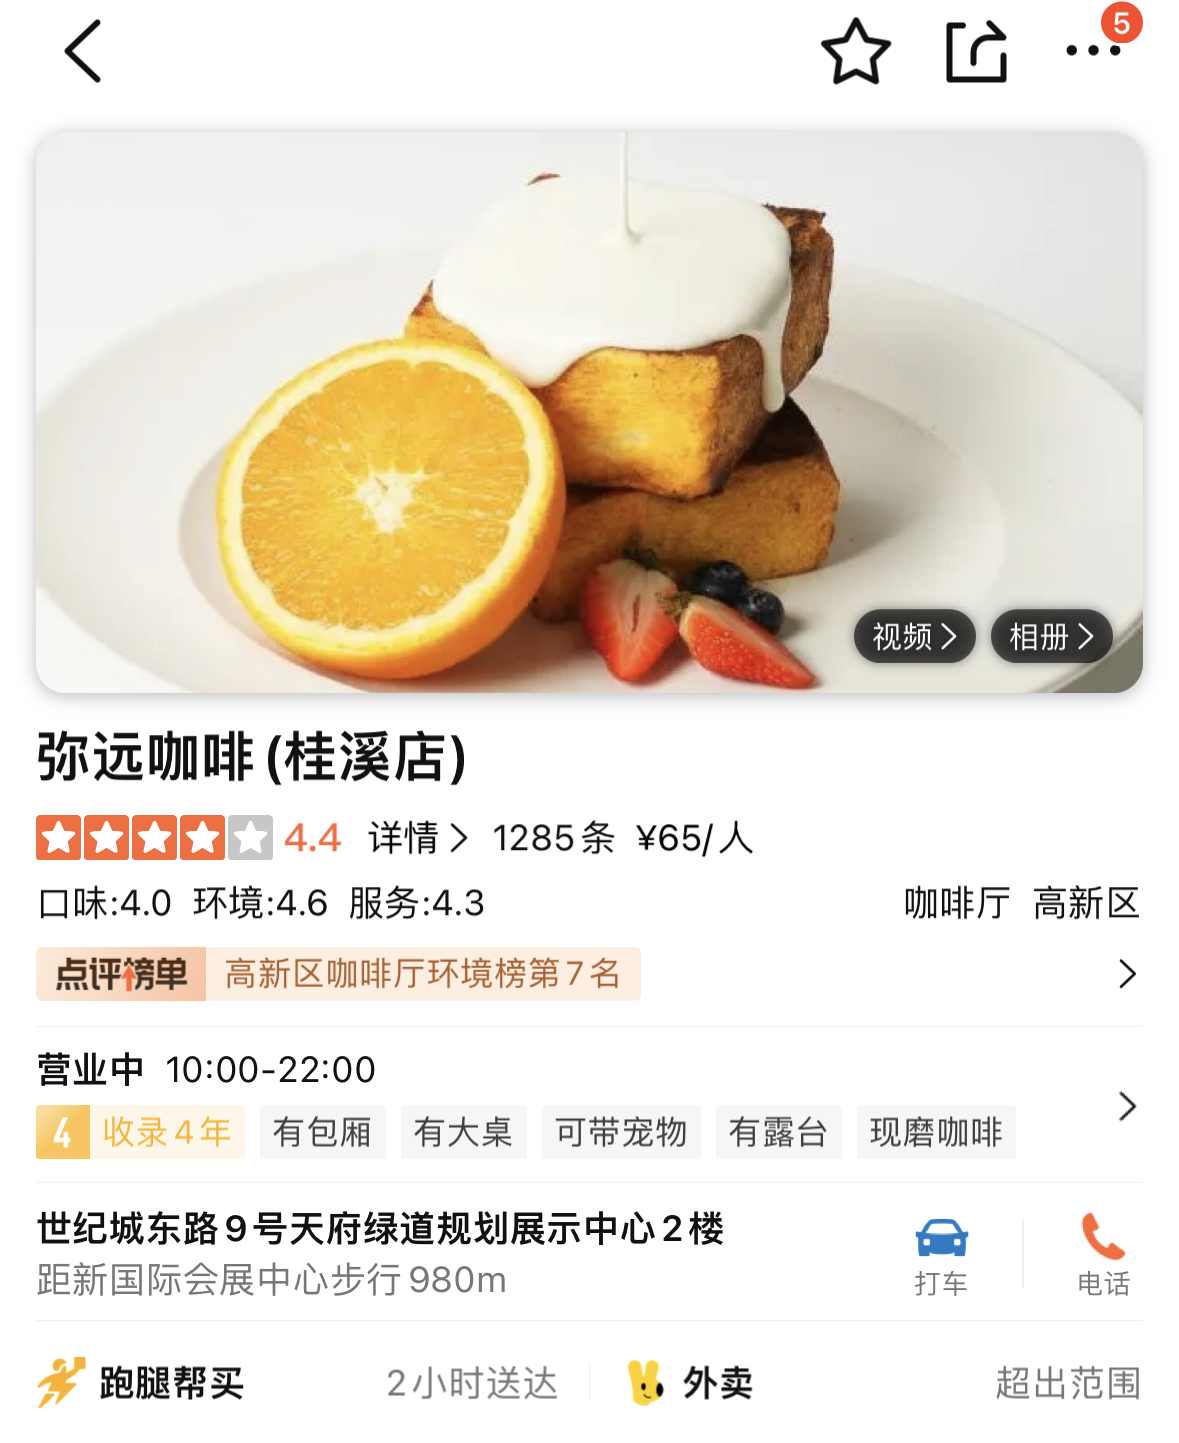 5
视频 相册
弥远咖啡(桂溪店)
4.4 详情 1285条 ¥65/人
口味:4.0 环境:4.6 服务:4.3 咖啡厅 高新区
点评榜单 高新区咖啡厅环境榜第7名
营业中 10:00-22:00
4 收录4年 有包厢 有大桌 可带宠物 有露台 现磨咖啡
世纪城东路9号天府绿道规划展示中心2楼
距新国际会展中心步行980m
打车 电话
跑腿帮买 2小时送达 外卖 超出范围